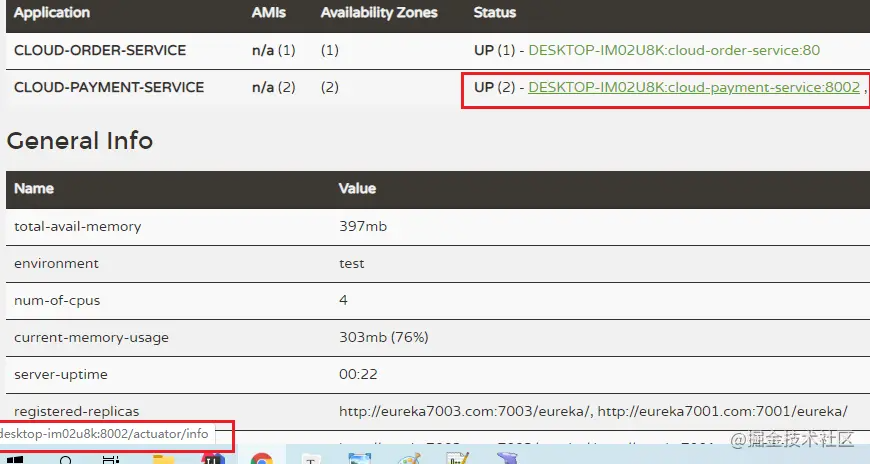 Application AMIs Availability Zones Status
CLOUD-ORDER-SERVICE n/a (1) (1) UP (1) - DESKTOP-IM02U8K:cloud-order-service:80
CLOUD-PAYMENT-SERVICE n/a (2) (2) UP (2) - DESKTOP-IM02U8K:cloud-payment-service:8002 ,
General Info
Name Value
total-avail-memory 397mb
environment test
num-of-cpus 4
current-memory-usage 303mb (76%)
server-uptime 00:22
registered-replicas http://eureka7003.com:7003/eureka/, http://eureka7001.com:7001/eureka/
desktop-im02u8k:8002/actuator/info
@掘金技术社区